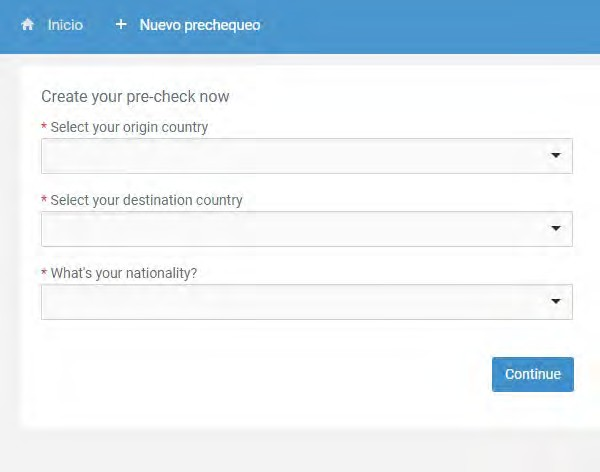 Inicio + Nuevo prechequeo
Create your pre-check now
* Select your origin country
* Select your destination country
* What's your nationality?
Continue